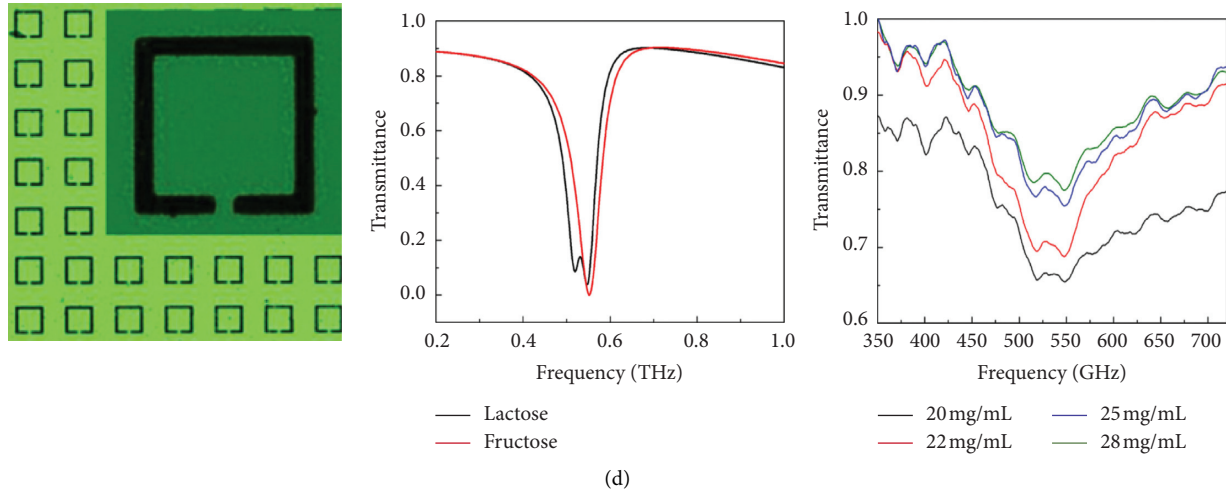 1.0
0.8
0.6
0.4
0.2
0.0
Transmittance
0.2 0.4 0.6 0.8 1.0
Frequency (THz)
Lactose
Fructose
1.0
0.9
0.8
0.7
0.6
Transmittance
350 400 450 500 550 600 650 700
Frequency (GHz)
20 mg/mL 25 mg/mL
22 mg/mL 28 mg/mL
(d)